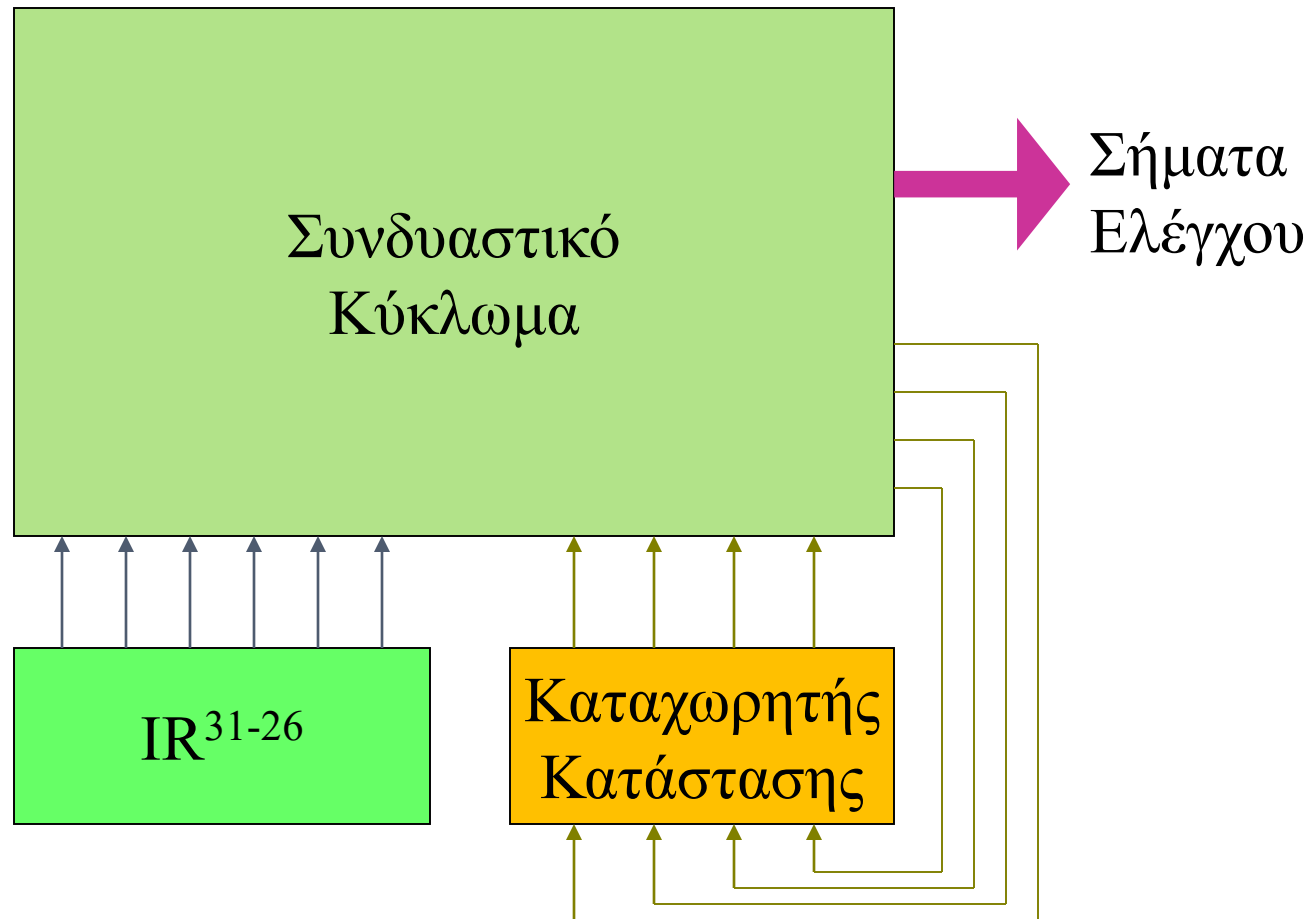 Συνδυαστικό
Κύκλωμα
Σήματα
Ελέγχου
IR³¹⁻²⁶
Καταχωρητής
Κατάστασης